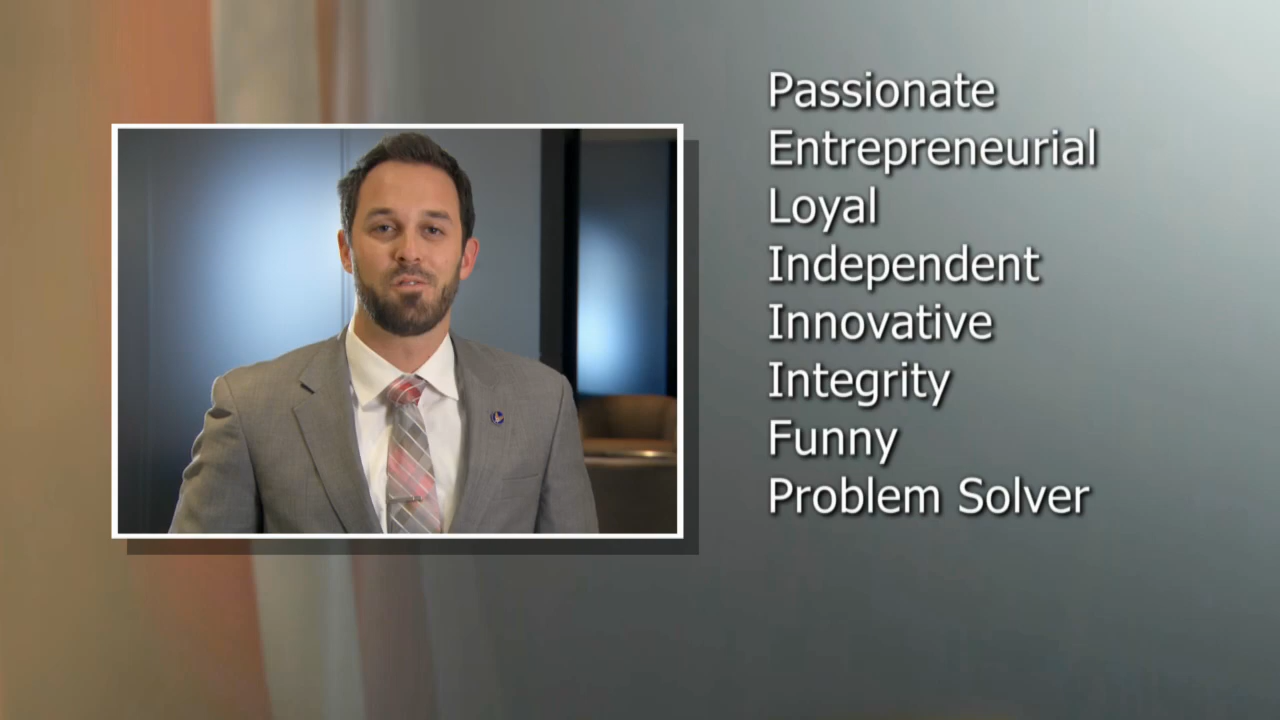 Passionate
Entrepreneurial
Loyal
Independent
Innovative
Integrity
Funny
Problem Solver